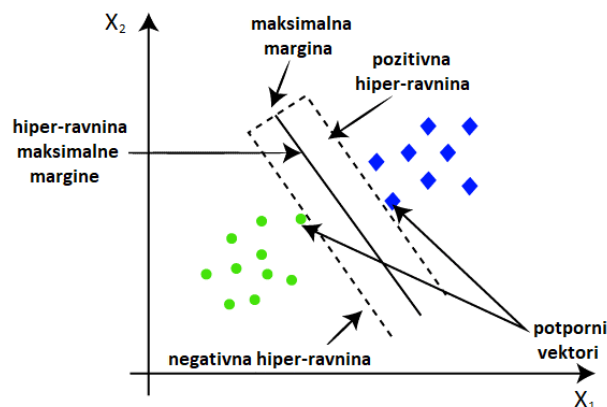 X₂
maksimalna
margina
pozitivna
hiper-ravnina
hiper-ravnina
maksimalne
margine
potporni
vektori
negativna hiper-ravnina
X₁